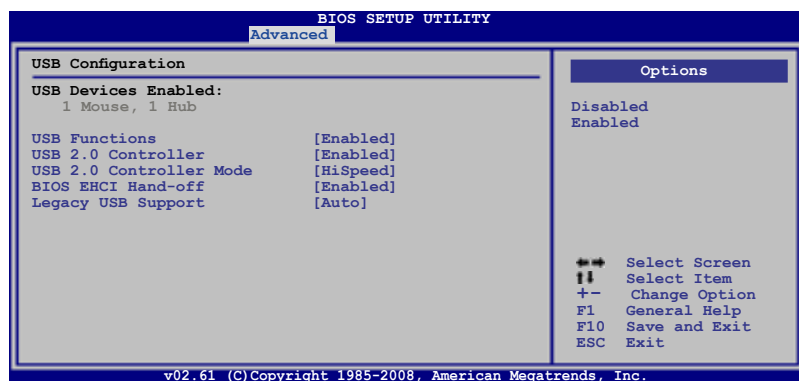 BIOS SETUP UTILITY
Advanced
USB Configuration
USB Devices Enabled:
1 Mouse, 1 Hub
USB Functions [Enabled]
USB 2.0 Controller [Enabled]
USB 2.0 Controller Mode [HiSpeed]
BIOS EHCI Hand-off [Enabled]
Legacy USB Support [Auto]
Options
Disabled
Enabled
←→ Select Screen
↑↓ Select Item
+- Change Option
F1 General Help
F10 Save and Exit
ESC Exit
v02.61 (C)Copyright 1985-2008, American Megatrends, Inc.